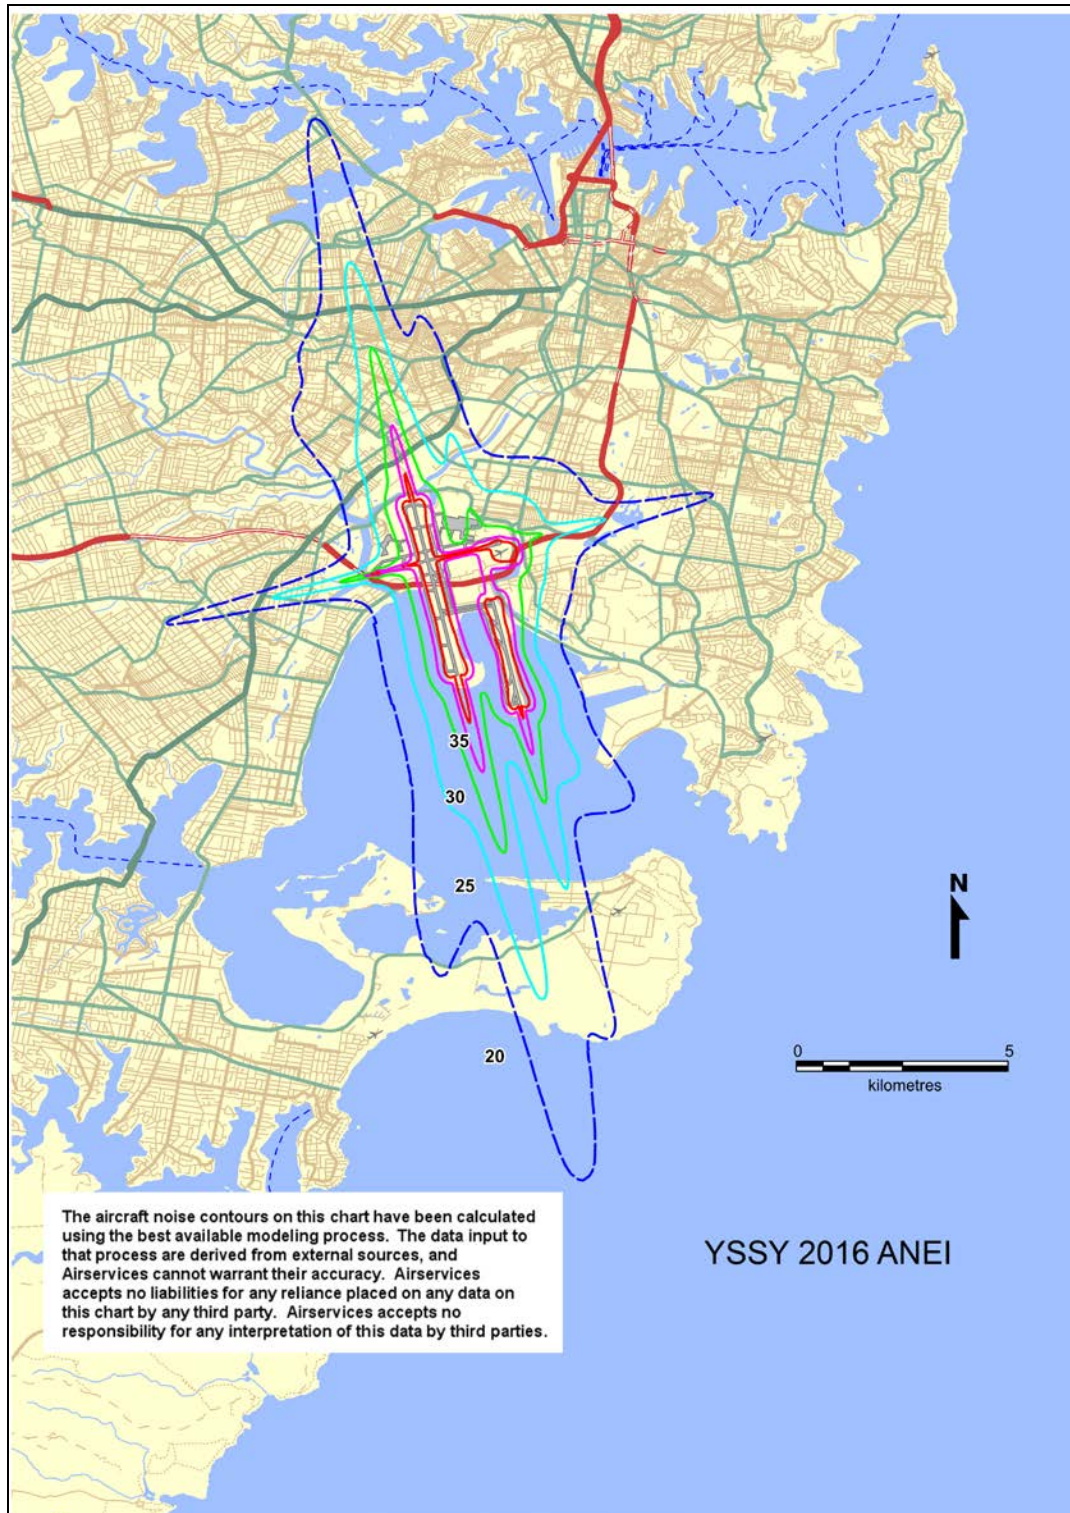 35
30
25
N
0 5
kilometres
20
The aircraft noise contours on this chart have been calculated
using the best available modeling process. The data input to
that process are derived from external sources, and
Airservices cannot warrant their accuracy. Airservices
accepts no liabilities for any reliance placed on any data on
this chart by any third party. Airservices accepts no
responsibility for any interpretation of this data by third parties.
YSSY 2016 ANEI